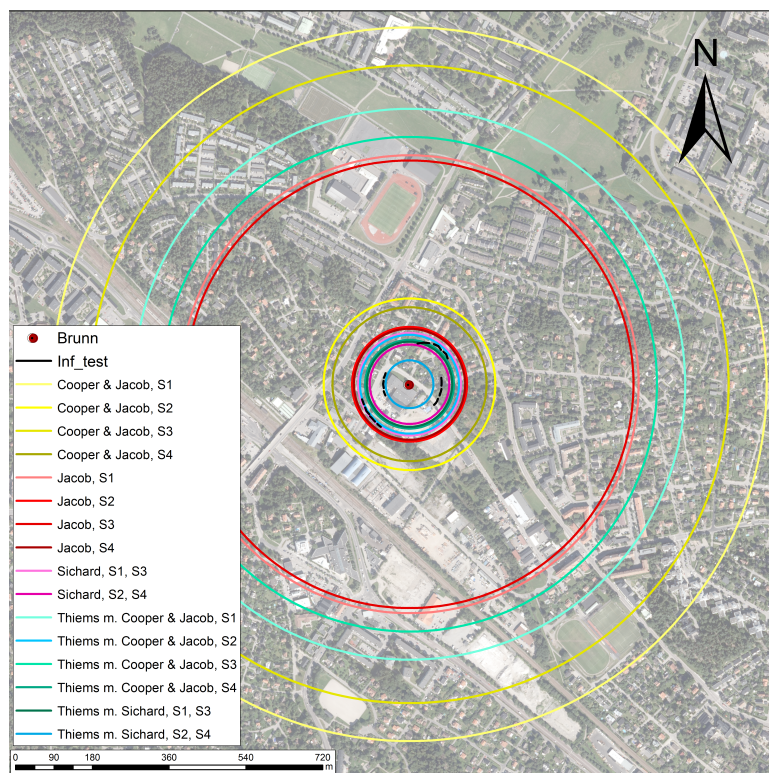 N
Brunn
Inf_test
Cooper & Jacob, S1
Cooper & Jacob, S2
Cooper & Jacob, S3
Cooper & Jacob, S4
Jacob, S1
Jacob, S2
Jacob, S3
Jacob, S4
Sichard, S1, S3
Sichard, S2, S4
Thiems m. Cooper & Jacob, S1
Thiems m. Cooper & Jacob, S2
Thiems m. Cooper & Jacob, S3
Thiems m. Cooper & Jacob, S4
Thiems m. Sichard, S1, S3
Thiems m. Sichard, S2, S4
0 90 180 360 540 720
m